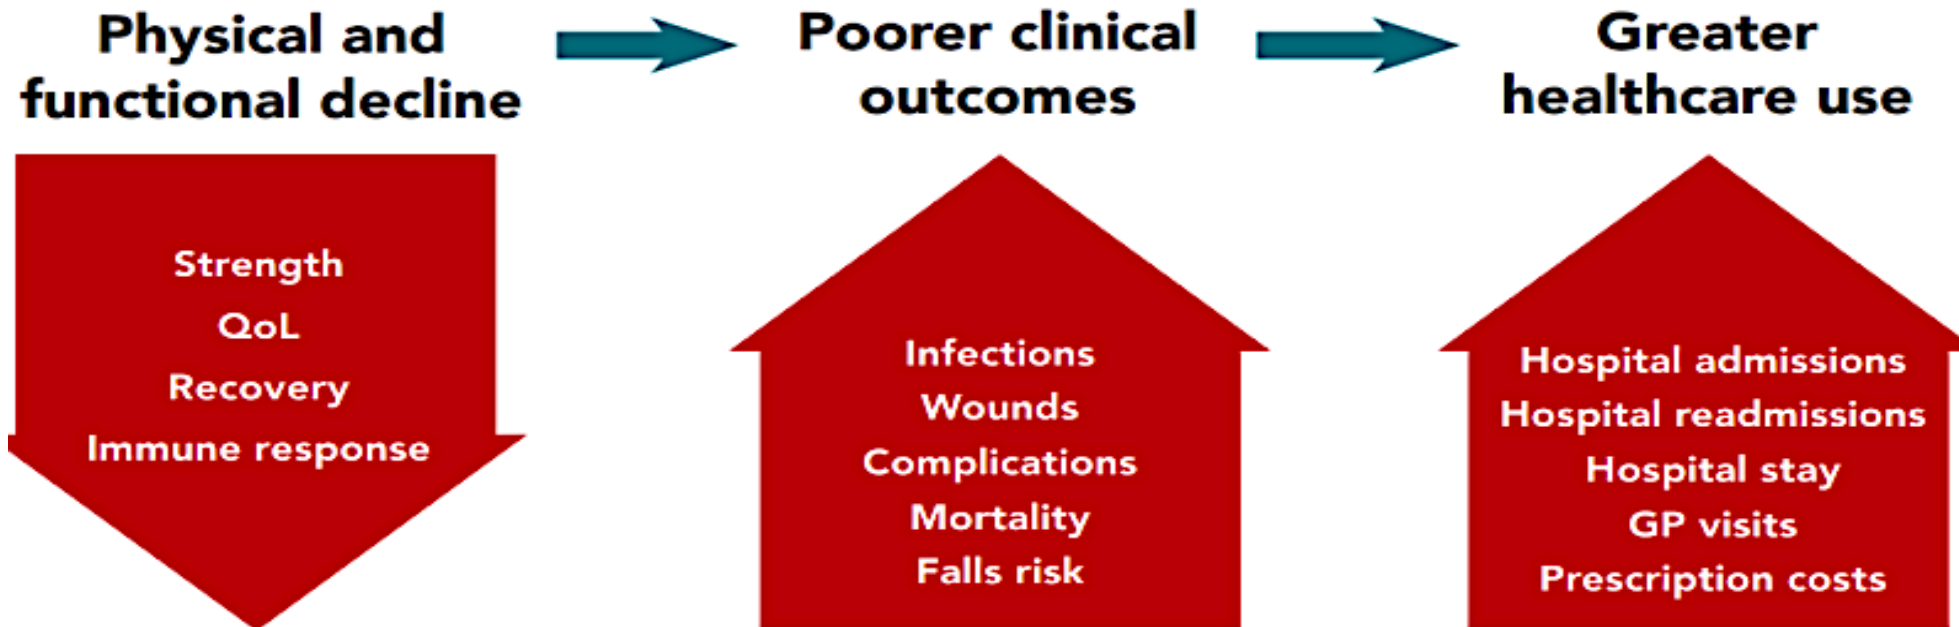 Physical and
functional decline
Strength
QoL
Recovery
Immune response
Poorer clinical
outcomes
Infections
Wounds
Complications
Mortality
Falls risk
Greater
healthcare use
Hospital admissions
Hospital readmissions
Hospital stay
GP visits
Prescription costs